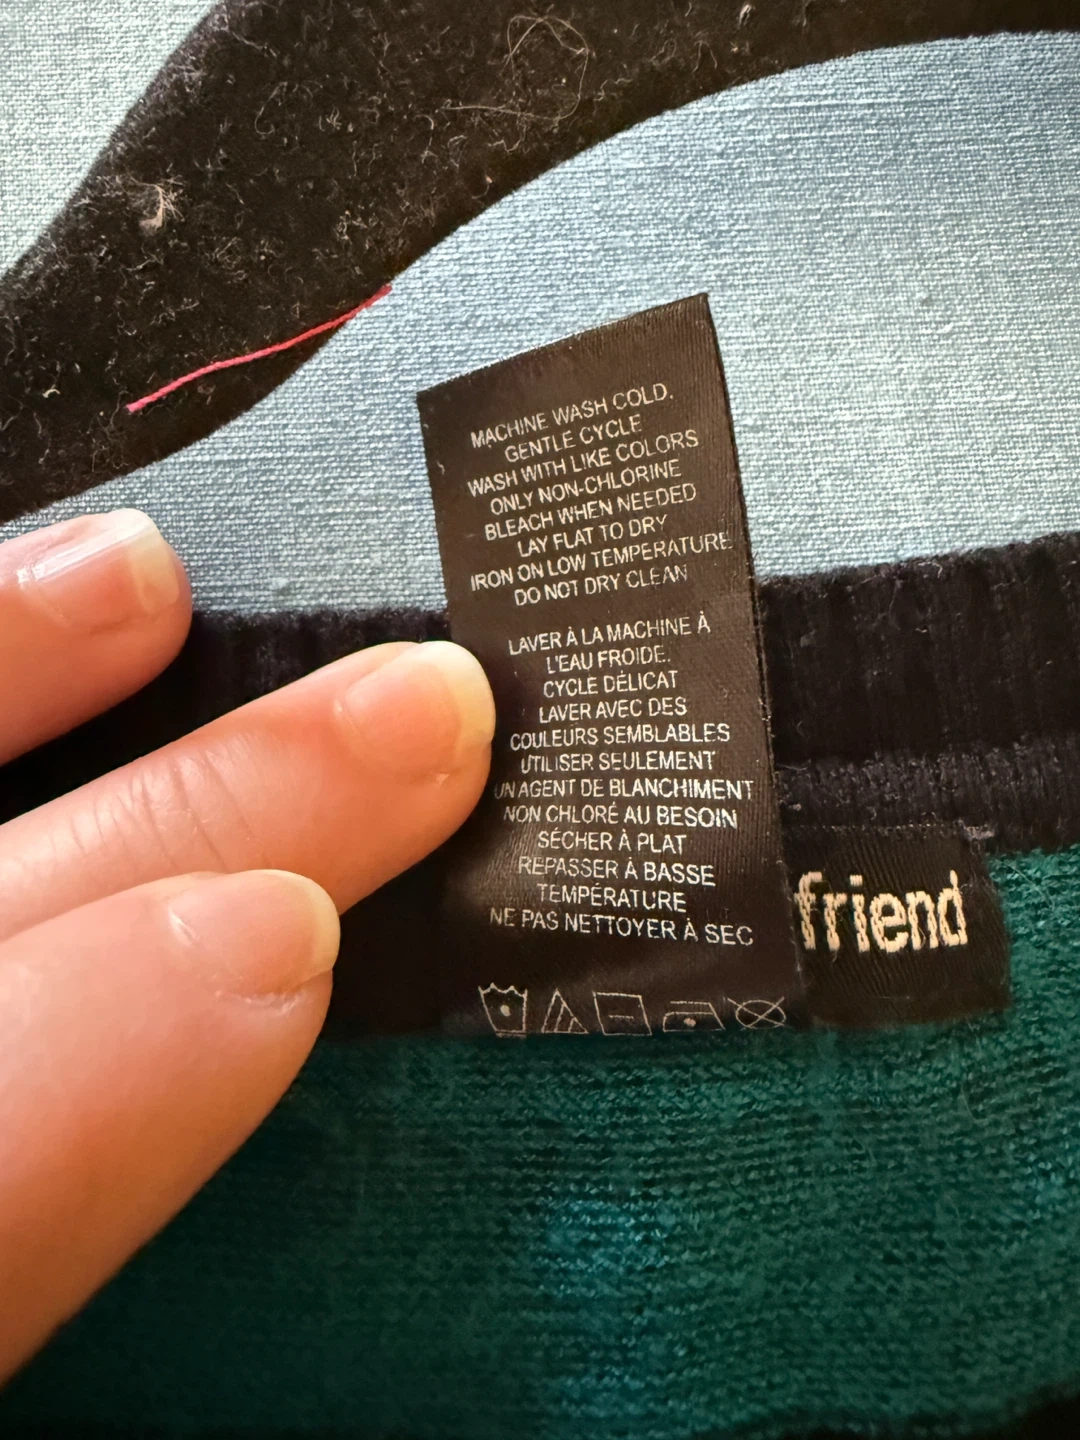 MACHINE WASH COLD.
GENTLE CYCLE
WASH WITH LIKE COLORS
ONLY NON-CHLORINE
BLEACH WHEN NEEDED
LAY FLAT TO DRY
IRON ON LOW TEMPERATURE
DO NOT DRY CLEAN
LAVER À LA MACHINE À
L'EAU FROIDE.
CYCLE DÉLICAT
LAVER AVEC DES
COULEURS SEMBLABLES
UTILISER SEULEMENT
UN AGENT DE BLANCHIMENT
NON CHLORÉ AU BESOIN
SÉCHER À PLAT
REPASSER À BASSE
TEMPÉRATURE
NE PAS NETTOYER À SEC
friend